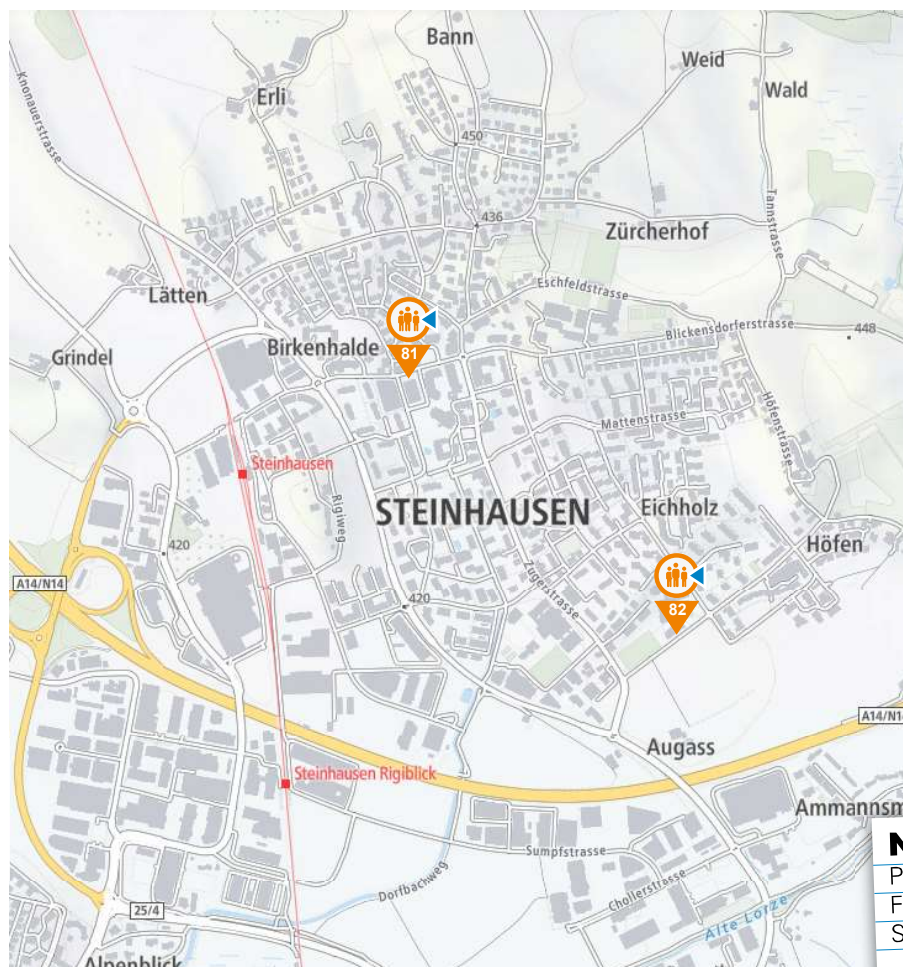 Bann
Weid
Wald
Erli
Knonauerstrasse
450
Tannstrasse
436
Zürcherhof
Eschfeldstrasse
Lätten
Blickensdorferstrasse
448
Birkenhalde
81
Grindel
Höfenstrasse
Mattenstrasse
Steinhausen
STEINHAUSEN
Eichholz
Rigiweg
420
Höfen
Zugerstrasse
A14/N14
420
82
A14/N1
Augass
Steinhausen Rigiblick
Ammannsm
Sumpfstrasse
N
P
Dorfbachweg
Chollerstrasse
F
25/4
Alte Lorze
S
Alpenblick